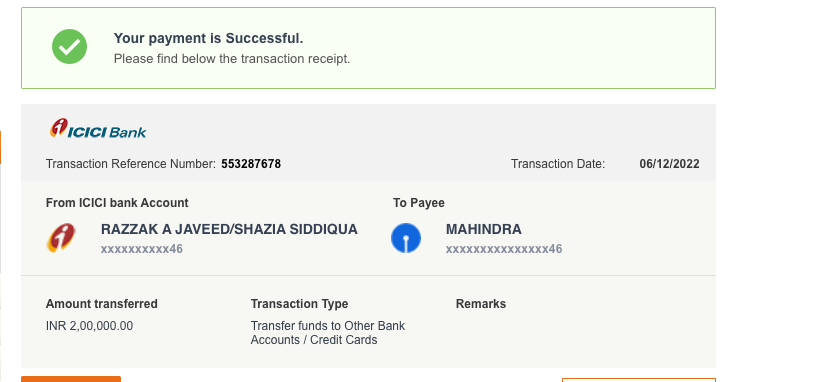 Your payment is Successful.
Please find below the transaction receipt.
ICICI Bank
Transaction Reference Number: 553287678
Transaction Date: 06/12/2022
From ICICI bank Account
To Payee
RAZZAK A JAVEED/SHAZIA SIDDIQUA
xxxxxxxxxx46
MAHINDRA
xxxxxxxxxxxxxxx46
Amount transferred
Transaction Type
Remarks
INR 2,00,000.00
Transfer funds to Other Bank
Accounts / Credit Cards